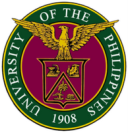 UNIVERSITY OF THE PHILIPPINES
1908